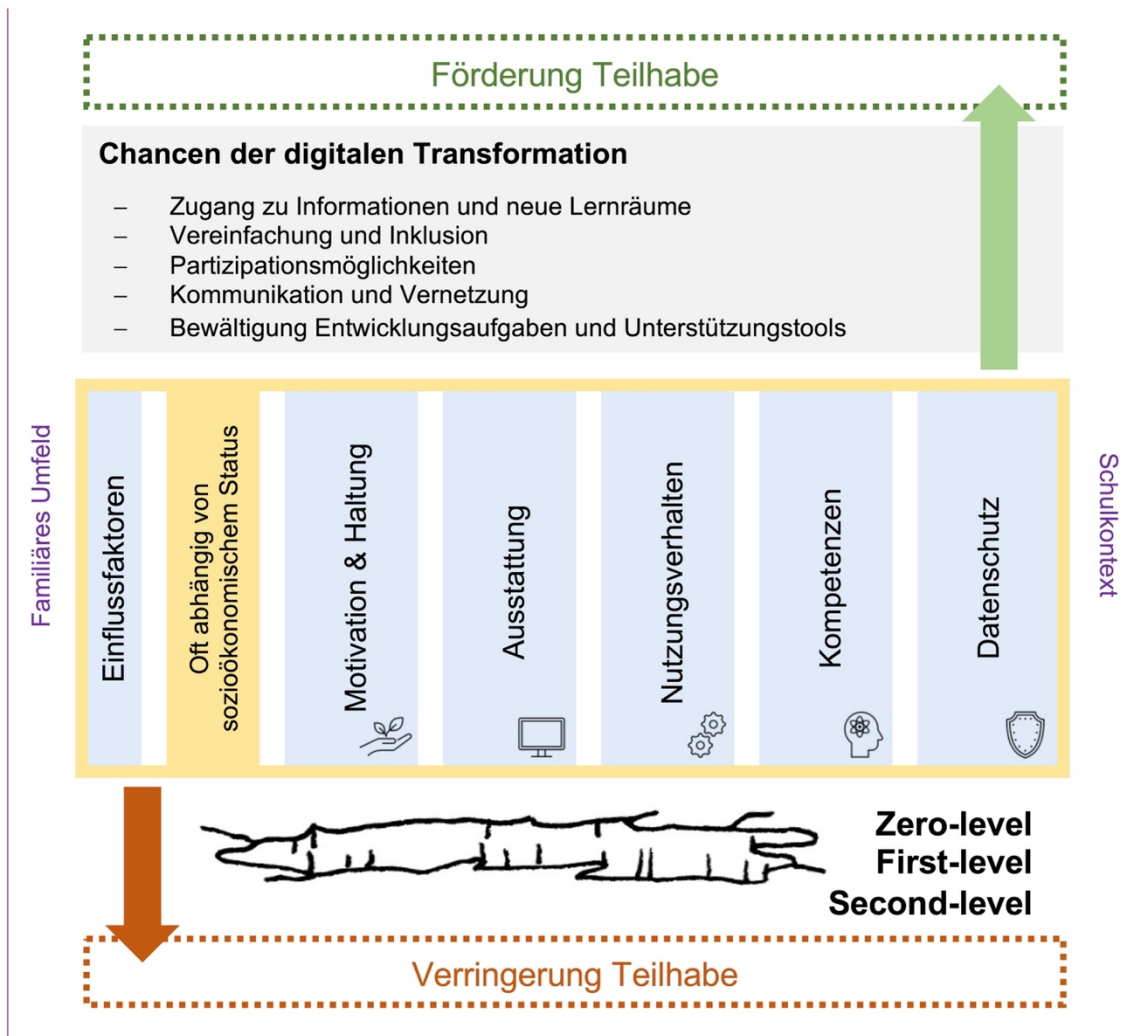 Förderung Teilhabe
Chancen der digitalen Transformation
– Zugang zu Informationen und neue Lernräume
– Vereinfachung und Inklusion
– Partizipationsmöglichkeiten
– Kommunikation und Vernetzung
– Bewältigung Entwicklungsaufgaben und Unterstützungstools
Familiäres Umfeld
Einflussfaktoren
Oft abhängig von
sozioökonomischem Status
Motivation & Haltung
Ausstattung
Nutzungsverhalten
Kompetenzen
Datenschutz
Schulkontext
Zero-level
First-level
Second-level
Verringerung Teilhabe